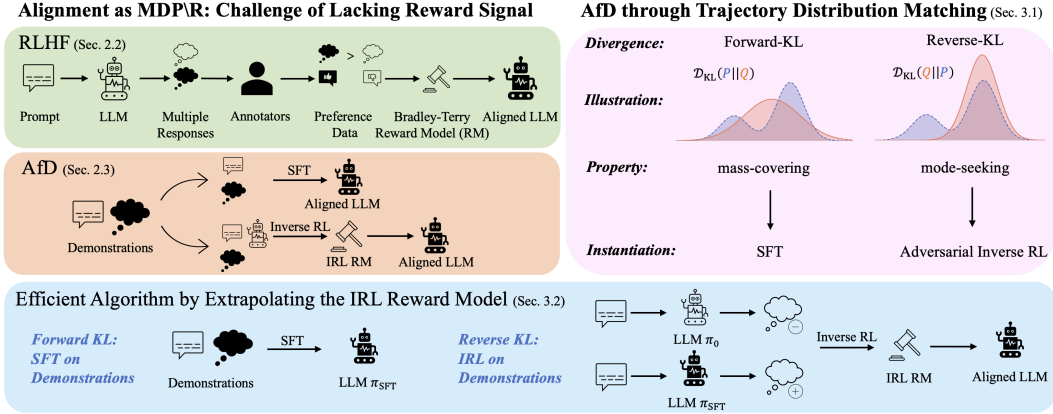 Alignment as MDP\R: Challenge of Lacking Reward Signal
RLHF (Sec. 2.2)
>
Prompt
LLM
Multiple
Responses
Annotators
Preference
Data
Bradley-Terry
Reward Model (RM)
Aligned LLM
AfD (Sec. 2.3)
Demonstrations
SFT
Aligned LLM
Inverse RL
IRL RM
Aligned LLM
AfD through Trajectory Distribution Matching (Sec. 3.1)
Divergence:
Forward-KL
Reverse-KL
Illustration:
𝒟KL(P||Q)
𝒟KL(Q||P)
Property:
mass-covering
mode-seeking
Instantiation:
SFT
Adversarial Inverse RL
Efficient Algorithm by Extrapolating the IRL Reward Model (Sec. 3.2)
Forward KL:
SFT on
Demonstrations
Demonstrations
SFT
LLM πSFT
Reverse KL:
IRL on
Demonstrations
LLM π0
−
LLM πSFT
+
Inverse RL
IRL RM
Aligned LLM